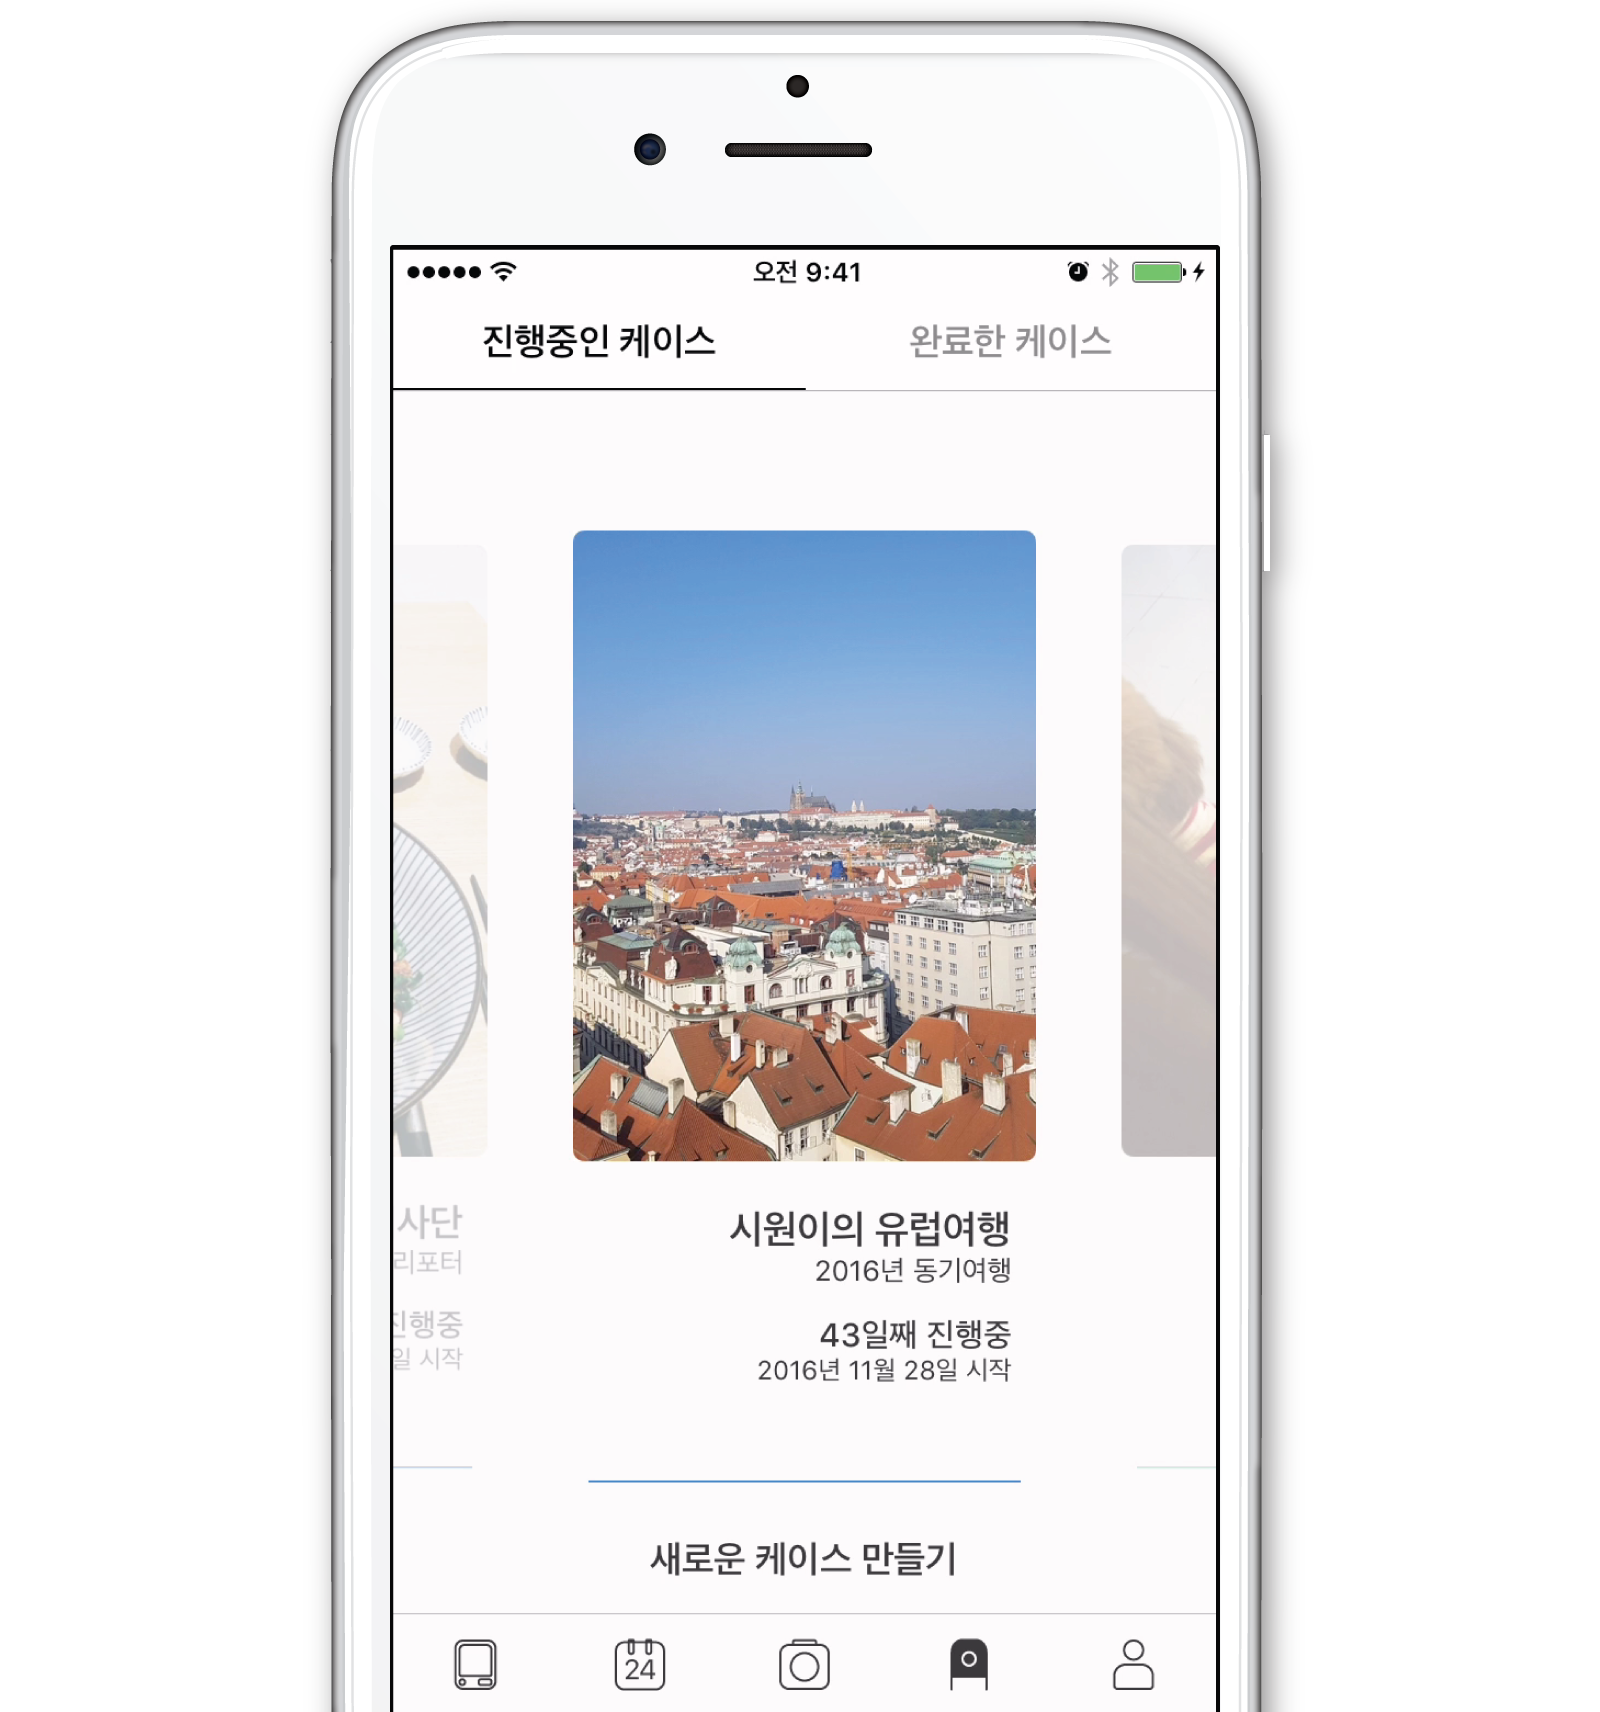 오전 9:41
진행중인 케이스
완료한 케이스
사단
리포터
진행중
일 시작
시원이의 유럽여행
2016년 동기여행
43일째 진행중
2016년 11월 28일 시작
새로운 케이스 만들기
24